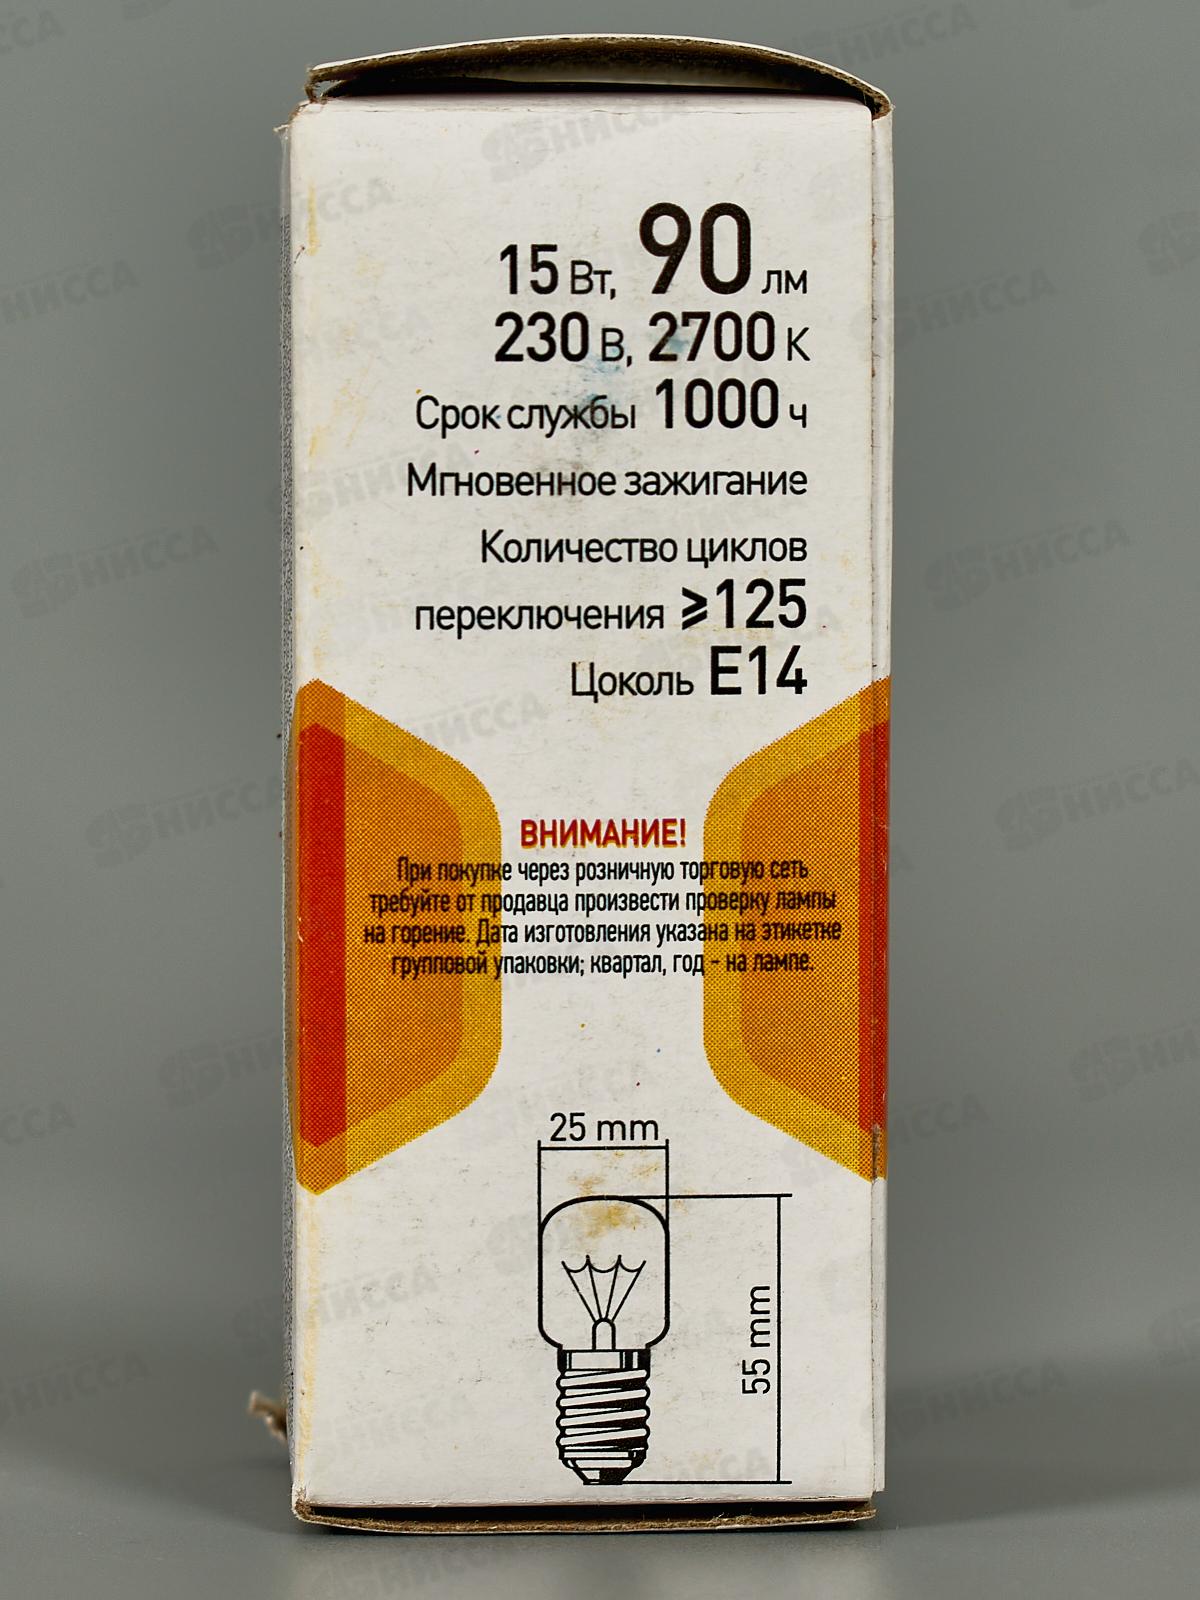 15 Вт, 90 лм
230 В, 2700 К
Срок службы 1000 ч
Мгновенное зажигание
Количество циклов
переключения ⩾125
Цоколь E14
ВНИМАНИЕ!
При покупке через розничную торговую сеть
требуйте от продавца произвести проверку лампы
на горение. Дата изготовления указана на этикетке
групповой упаковки; квартал, год - на лампе.
25 mm
55 mm
НИССА